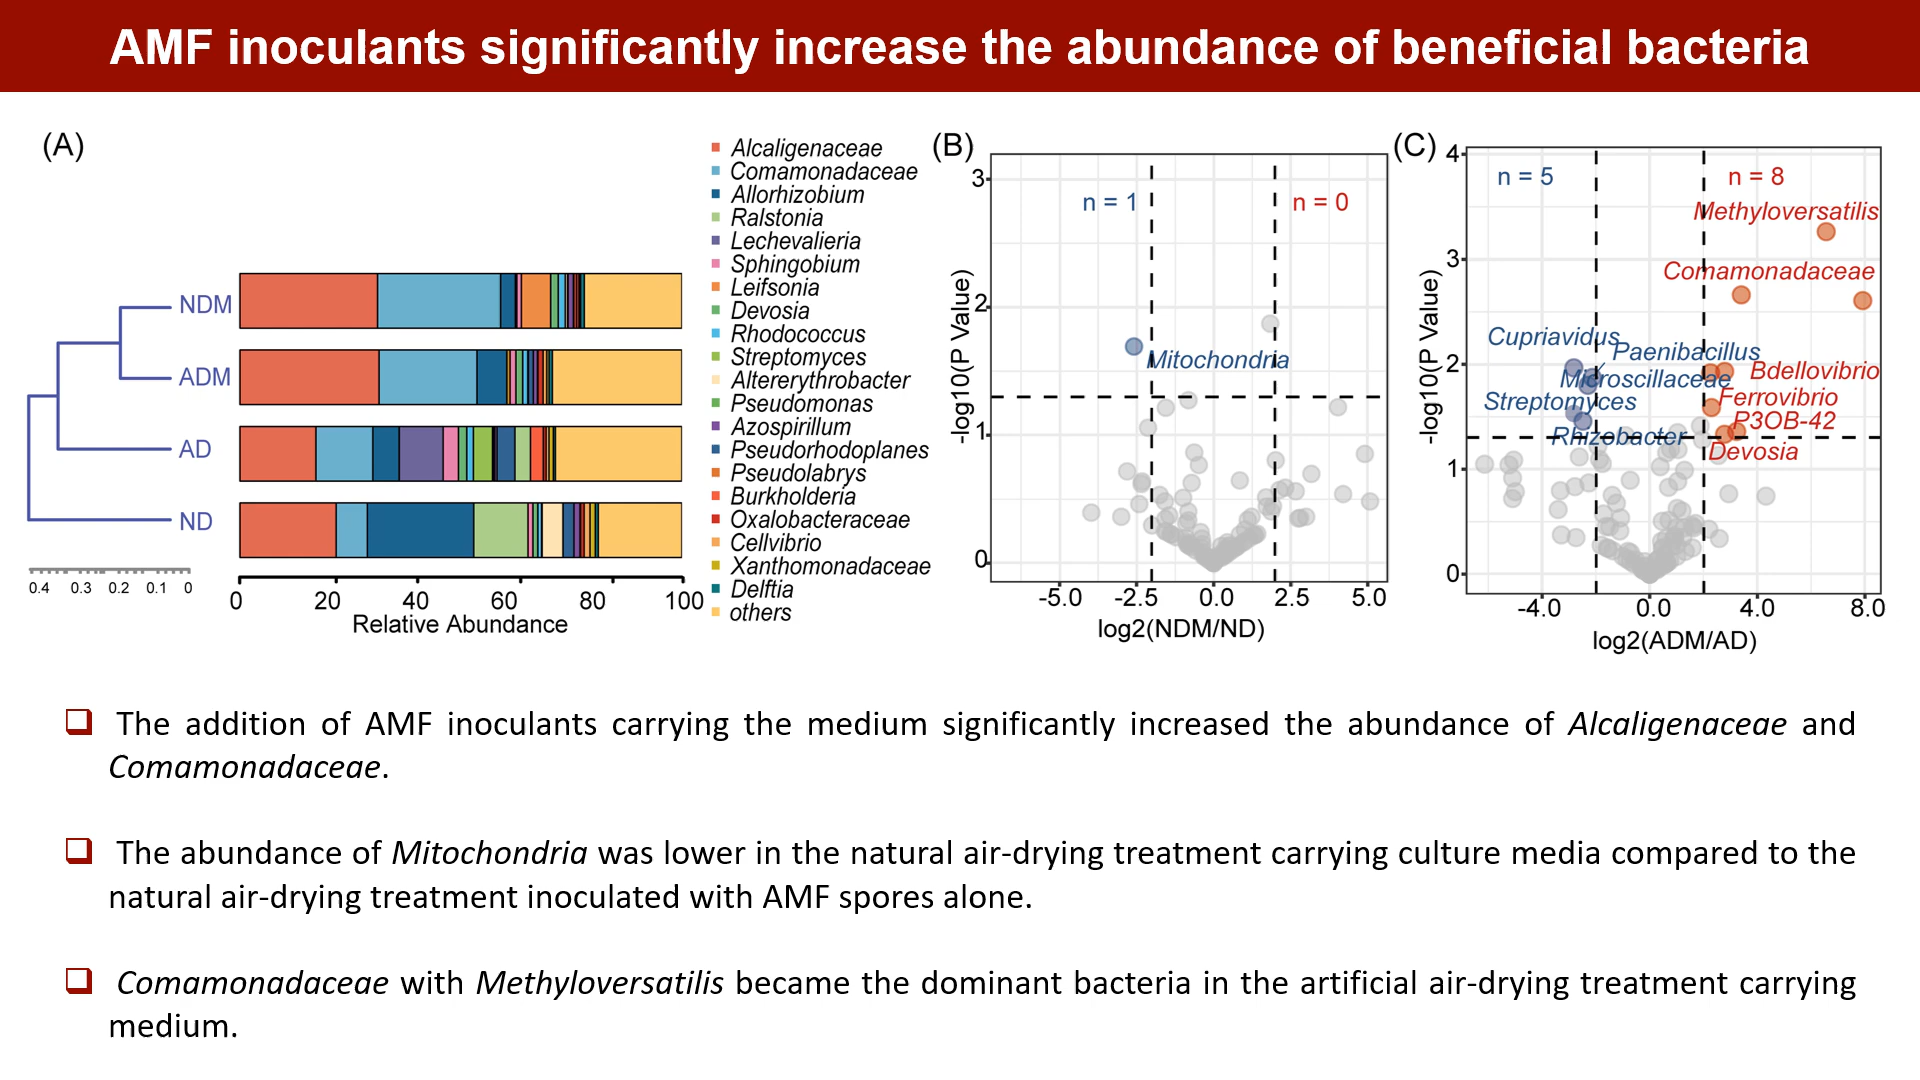 AMF inoculants significantly increase the abundance of beneficial bacteria
(A)
NDM
ADM
AD
ND
0.4 0.3 0.2 0.1 0
0 20 40 60 80 100
Relative Abundance
Alcaligenaceae
Comamonadaceae
Allorhizobium
Ralstonia
Lechevalieria
Sphingobium
Leifsonia
Devosia
Rhodococcus
Streptomyces
Altererythrobacter
Pseudomonas
Azospirillum
Pseudorhodoplanes
Pseudolabrys
Burkholderia
Oxalobacteraceae
Cellvibrio
Xanthomonadaceae
Delftia
others
(B)
-log10(P Value)
3
2
1
0
n = 1
n = 0
Mitochondria
-5.0 -2.5 0.0 2.5 5.0
log2(NDM/ND)
(C)
-log10(P Value)
4
3
2
1
0
n = 5
n = 8
Methyloversatilis
Comamonadaceae
Cupriavidus
Paenibacillus
Bdellovibrio
Microscillaceae
Ferrovibrio
Streptomyces
P3OB-42
Rhizobacter
Devosia
-4.0 0.0 4.0 8.0
log2(ADM/AD)
The addition of AMF inoculants carrying the medium significantly increased the abundance of Alcaligenaceae and
Comamonadaceae.
The abundance of Mitochondria was lower in the natural air-drying treatment carrying culture media compared to the
natural air-drying treatment inoculated with AMF spores alone.
Comamonadaceae with Methyloversatilis became the dominant bacteria in the artificial air-drying treatment carrying
medium.